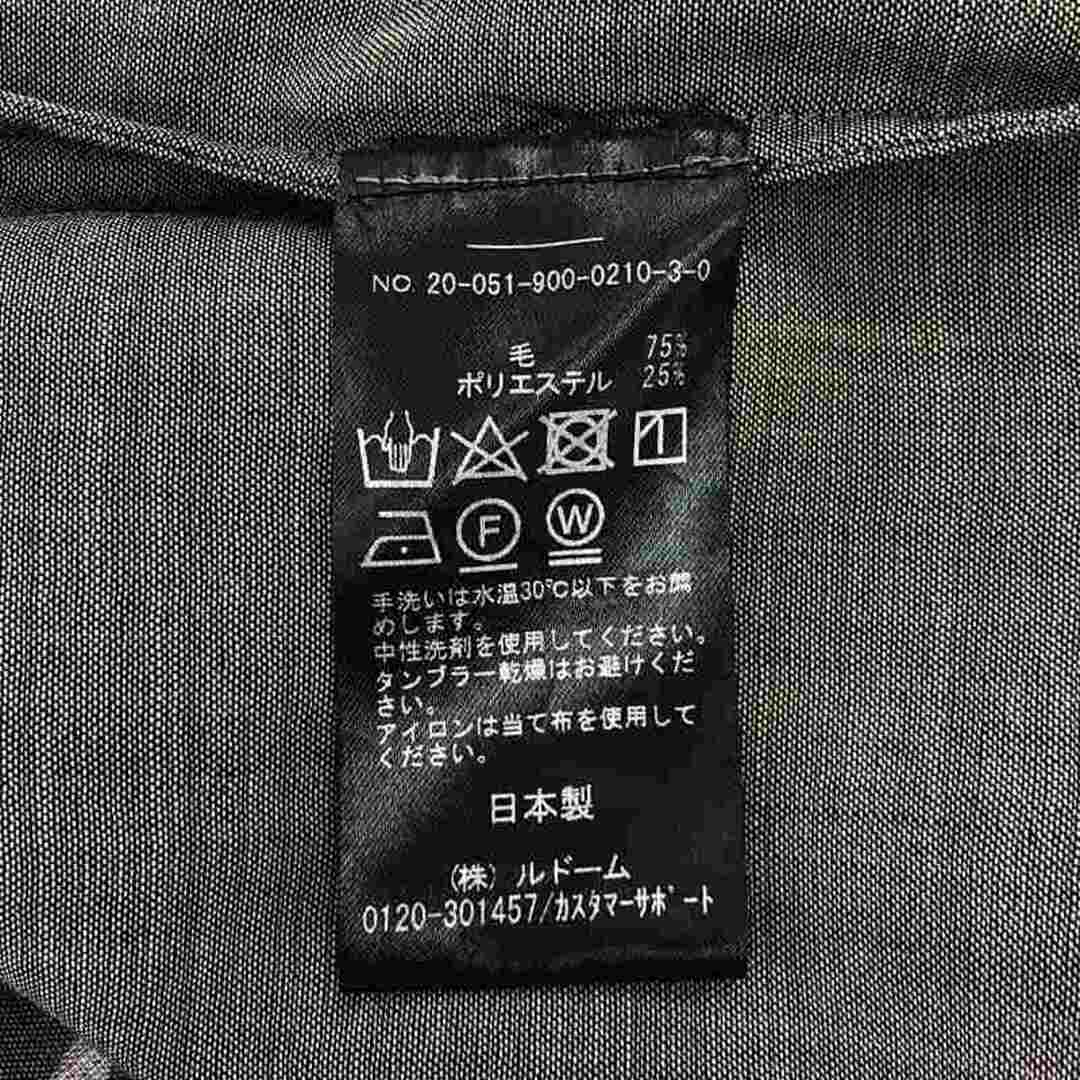 NO 20-051-900-0210-3-0
毛 75%
ポリエステル 25%
F W
手洗いは水温30℃以下をお薦
めします。
中性洗剤を使用してください。
タンブラー乾燥はお避けくだ
さい。
アイロンは当て布を使用して
ください。
日本製
(株) ルドーム
0120-301457/カスタマーサポート